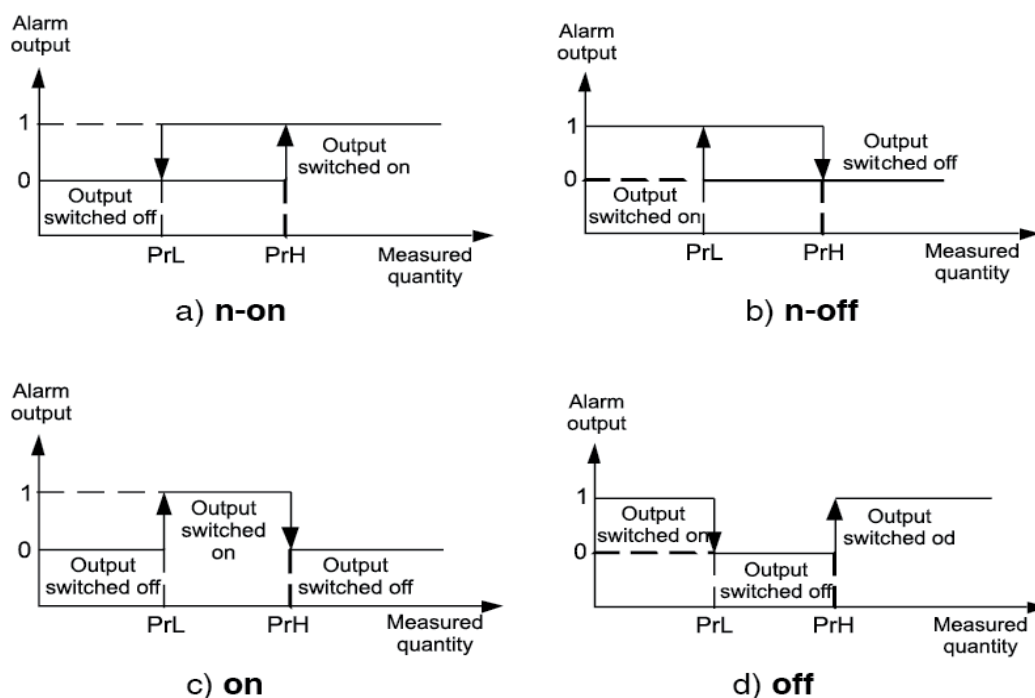 Alarm
output
1
0
Output
switched on
Output
switched off
PrL
PrH
Measured
quantity
a) n-on
Alarm
output
1
0
Output
switched off
Output
switched on
PrL
PrH
Measured
quantity
b) n-off
Alarm
output
1
0
Output
switched
on
Output
switched off
Output
switched off
PrL
PrH
Measured
quantity
c) on
Alarm
output
1
0
Output
switched on
Output
switched od
Output
switched off
PrL
PrH
Measured
quantity
d) off